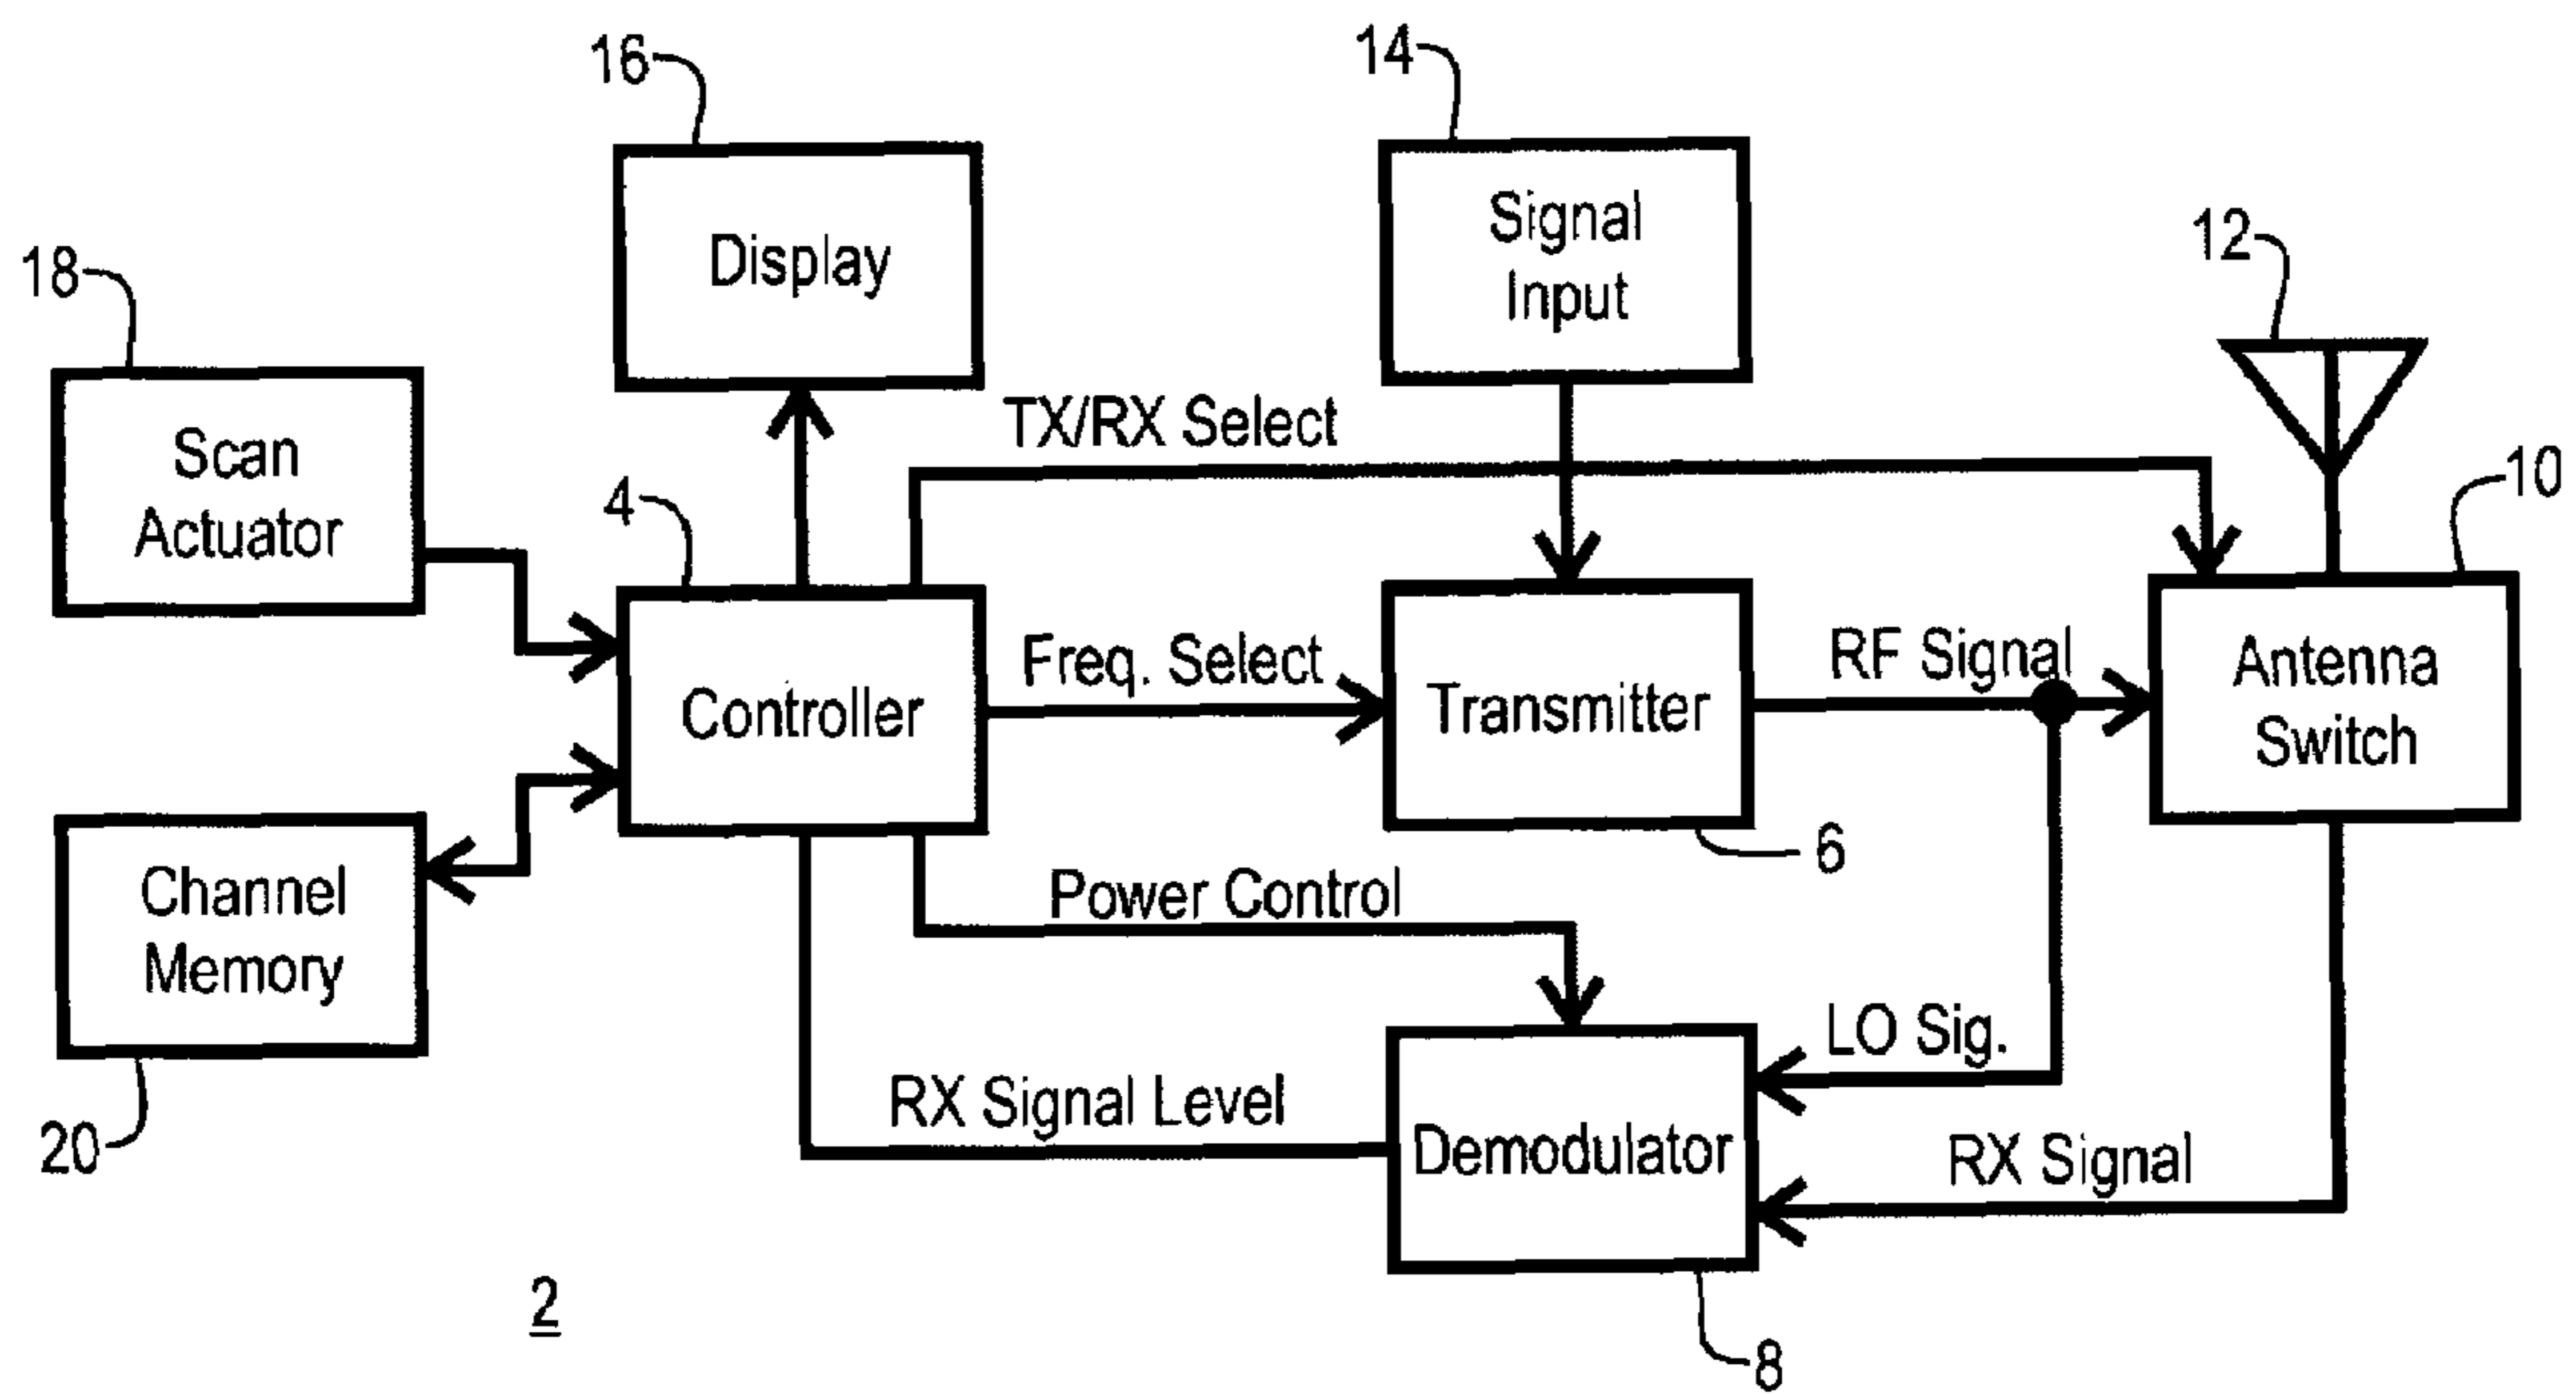 16
14
Signal
Input
12
18
Display
TX/RX Select
10
Scan
Actuator
4
Freq. Select
RF Signal
Antenna
Switch
Controller
Transmitter
6
Channel
Memory
Power Control
LO Sig.
RX Signal Level
Demodulator
RX Signal
20
2
8